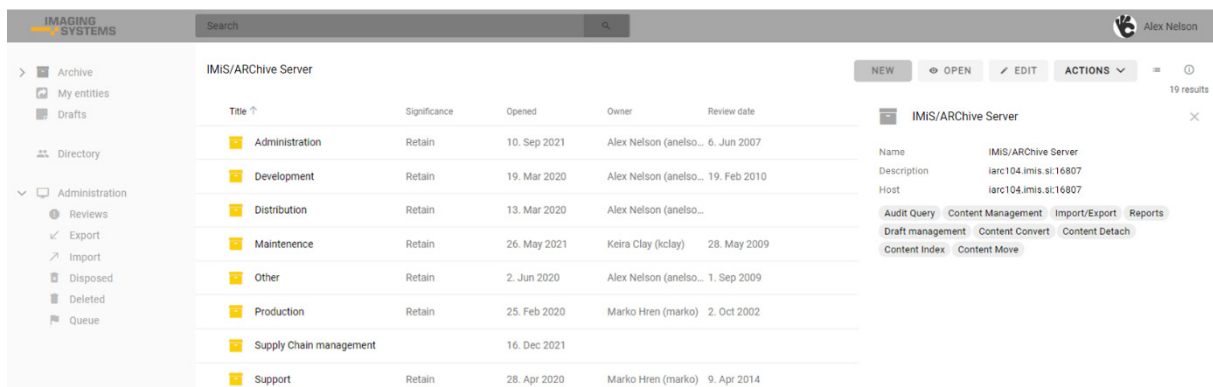 IMAGING
SYSTEMS
Search
Alex Nelson
Archive
My entities
Drafts
Directory
Administration
Reviews
Export
Import
Disposed
Deleted
Queue
IMiS/ARChive Server
NEW
OPEN
EDIT
ACTIONS
19 results
Title Significance Opened Owner Review date
Administration Retain 10. Sep 2021 Alex Nelson (anelso... 6. Jun 2007
Development Retain 19. Mar 2020 Alex Nelson (anelso... 19. Feb 2010
Distribution Retain 13. Mar 2020 Alex Nelson (anelso...
Maintenence Retain 26. May 2021 Keira Clay (kclay) 28. May 2009
Other Retain 2. Jun 2020 Alex Nelson (anelso... 1. Sep 2009
Production Retain 25. Feb 2020 Marko Hren (marko) 2. Oct 2002
Supply Chain management 16. Dec 2021
Support Retain 28. Apr 2020 Marko Hren (marko) 9. Apr 2014
IMiS/ARChive Server
Name IMiS/ARChive Server
Description iarc104.imis.si:16807
Host iarc104.imis.si:16807
Audit Query Content Management Import/Export Reports
Draft management Content Convert Content Detach
Content Index Content Move